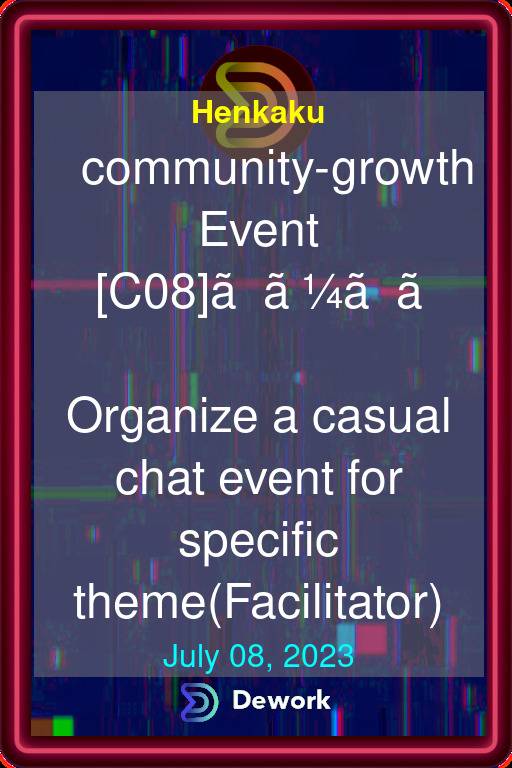 Henkaku
community-growth
Event
[C08]ã  ã ¼ã  ã
Organize a casual
chat event for
specific
theme(Facilitator)
July 08, 2023
Dework